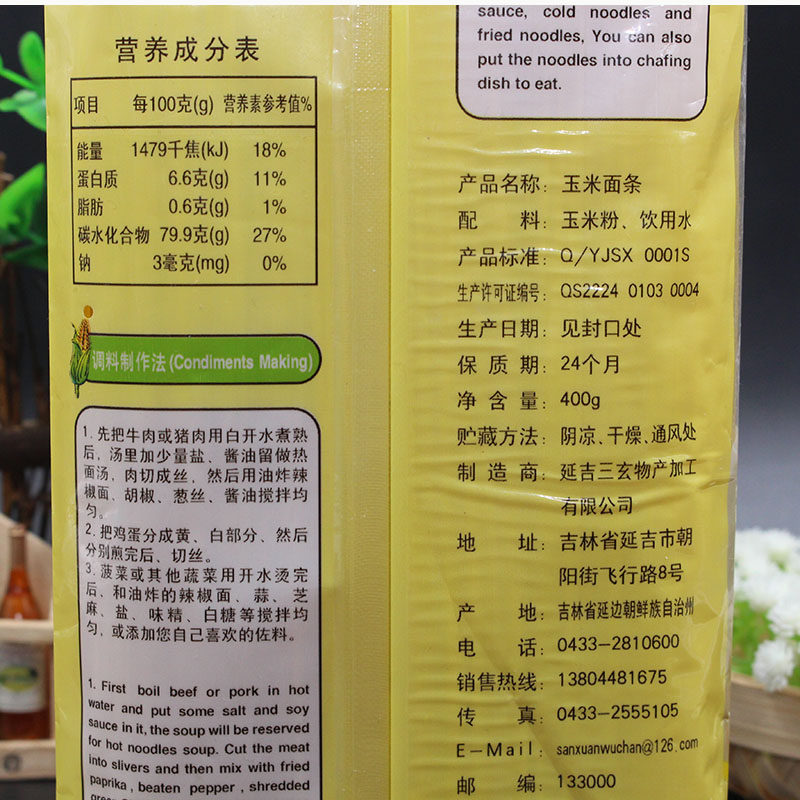 营养成分表
项目 每100克(g) 营养素参考值%
能量 1479千焦(kJ) 18%
蛋白质 6.6克(g) 11%
脂肪 0.6克(g) 1%
碳水化合物 79.9克(g) 27%
钠 3毫克(mg) 0%
调料制作法(Condiments Making)
1. 先把牛肉或猪肉用白开水煮熟
后，汤里加少量盐、酱油留做热
面汤，肉切成丝，然后用油炸辣
椒面、胡椒、葱丝、酱油搅拌均
匀。
2. 把鸡蛋分成黄、白部分、然后
分别煎完后、切丝。
3. 菠菜或其他蔬菜用开水烫完
后，和油炸的辣椒面、蒜、芝
麻、盐、味精、白糖等搅拌均
匀，或添加您自己喜欢的佐料。
1. First boil beef or pork in hot
water and put some salt and soy
sauce in it, the soup will be reserved
for hot noodles soup. Cut the meat
into slivers and then mix with fried
paprika, beaten pepper, shredded
sauce, cold noodles and
fried noodles, You can also
put the noodles into chafing
dish to eat.
产品名称：玉米面条
配料：玉米粉、饮用水
产品标准：Q/YJSX 0001S
生产许可证编号：QS2224 0103 0004
生产日期：见封口处
保质期：24个月
净含量：400g
贮藏方法：阴凉、干燥、通风处
制造商：延吉三玄物产加工
有限公司
地址：吉林省延吉市朝
阳街飞行路8号
产地：吉林省延边朝鲜族自治州
电话：0433-2810600
销售热线：13804481675
传真：0433-2555105
E-Mail：sanxuanwuchan@126.com
邮编：133000